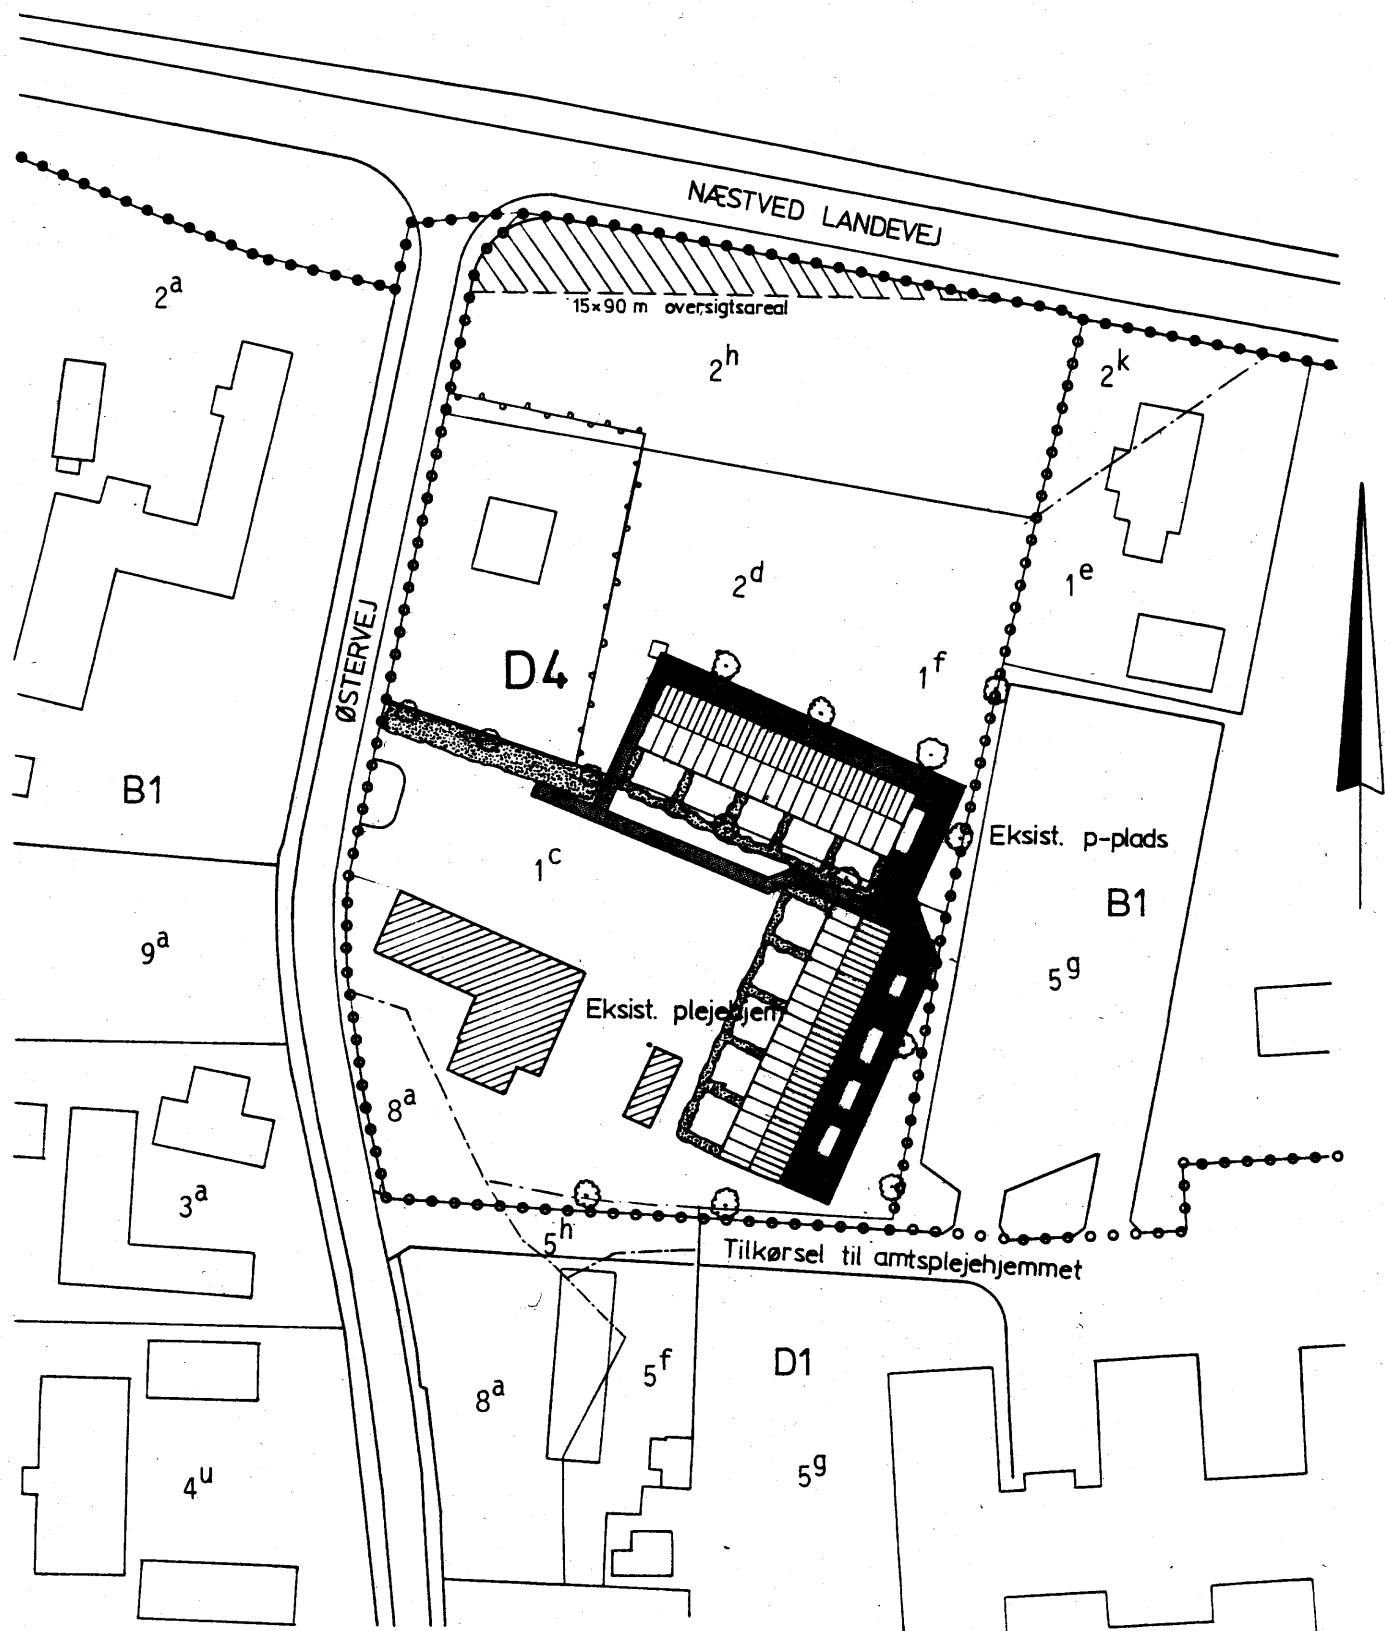 NÆSTVED LANDEVEJ
2a
15×90 m oversigtsareal
2h
2k
2d
1e
ØSTERVEJ
D4
1f
B1
Eksist. p-plads
1c
B1
9a
5g
Eksist. plejehjem
8a
3a
5h
Tilkørsel til amtsplejehjemmet
D1
5f
8a
4u
5g